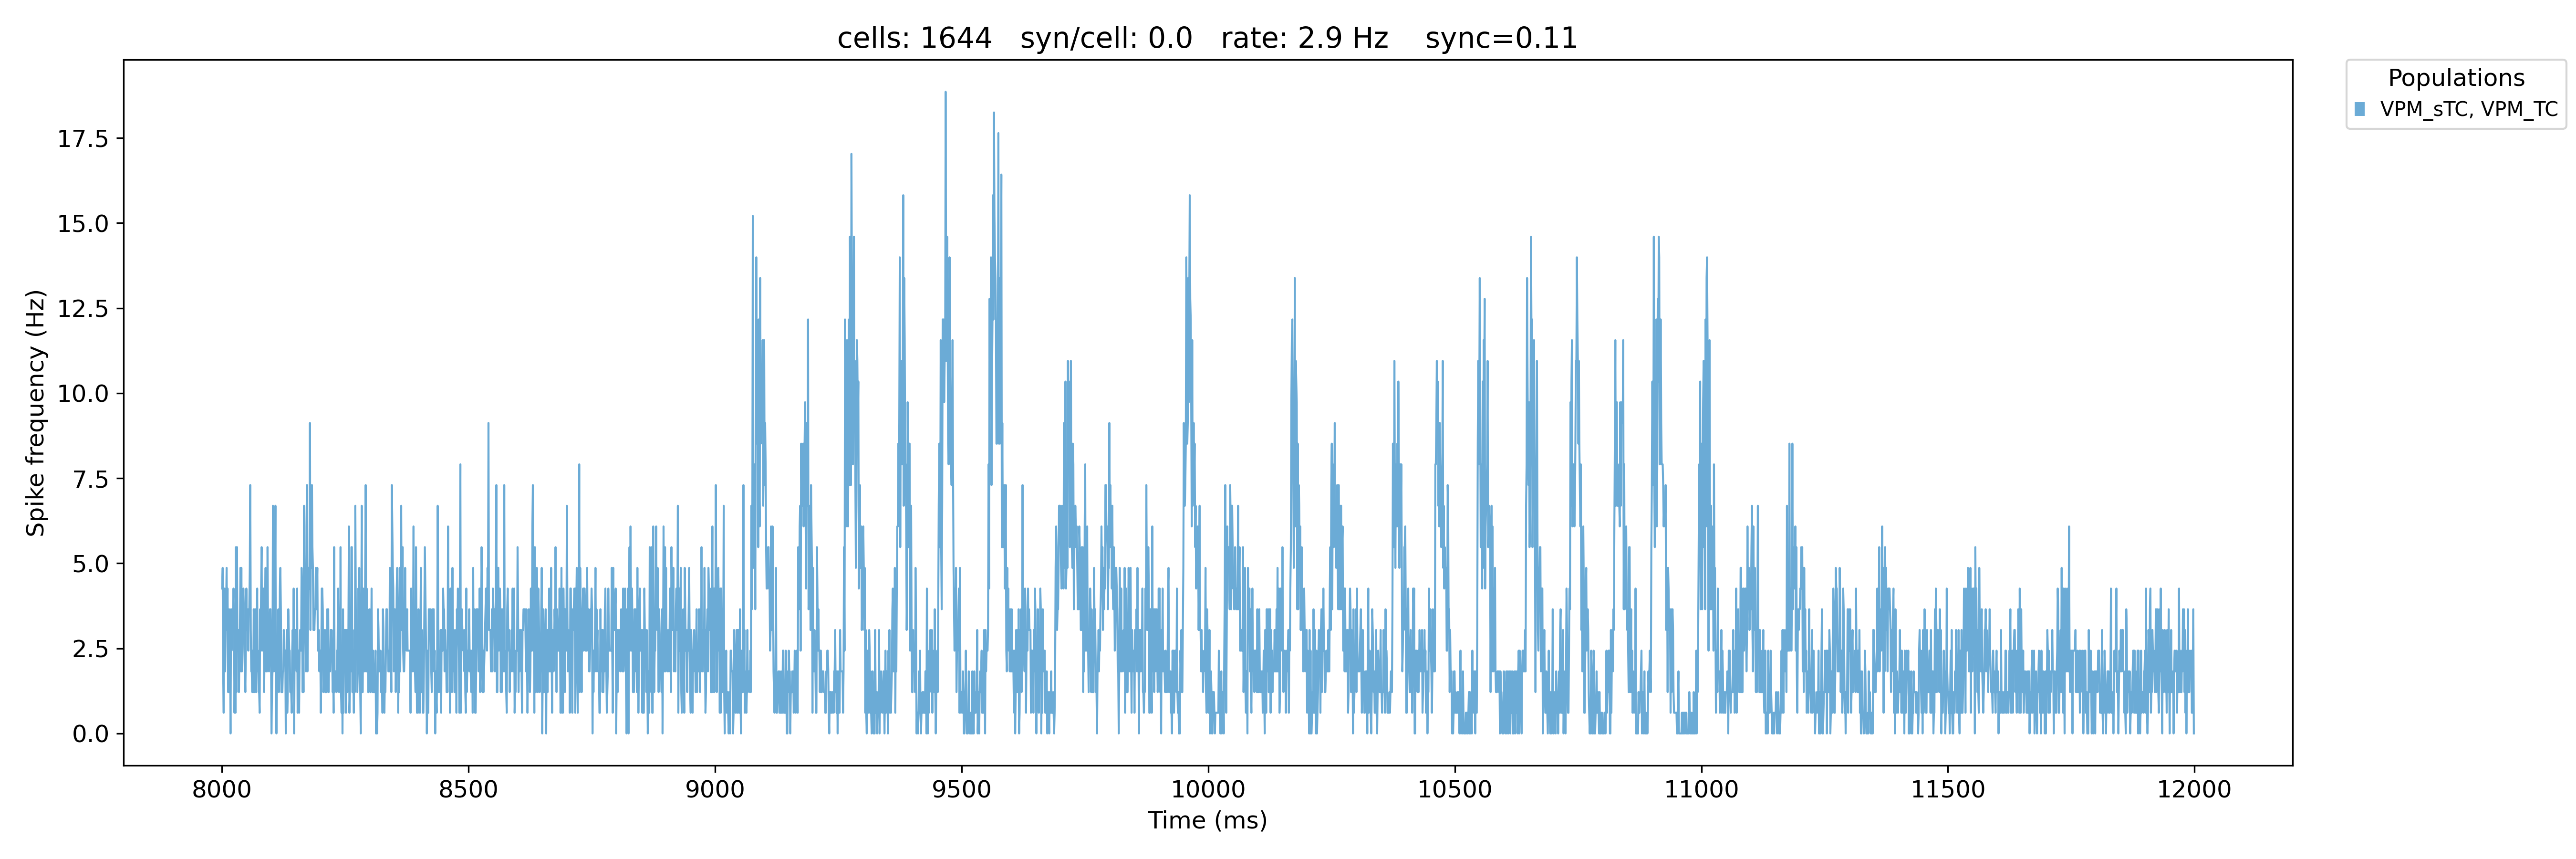 cells: 1644   syn/cell: 0.0   rate: 2.9 Hz    sync=0.11
Populations
VPM_sTC, VPM_TC
Spike frequency (Hz)
17.5
15.0
12.5
10.0
7.5
5.0
2.5
0.0
8000 8500 9000 9500 10000 10500 11000 11500 12000
Time (ms)